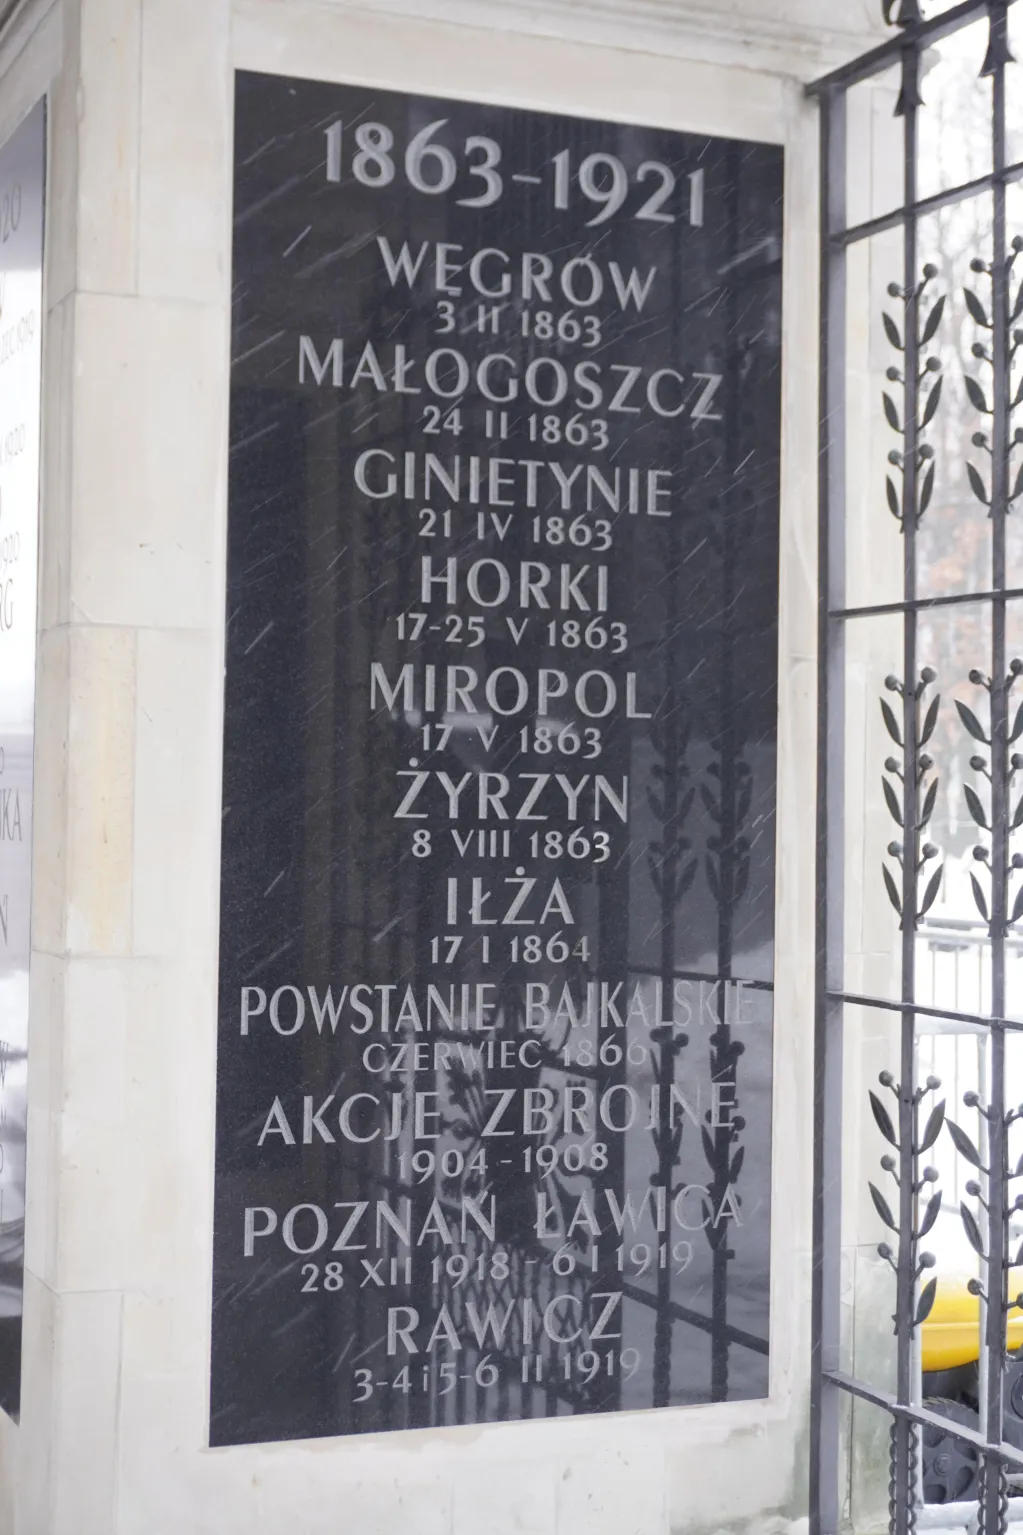 1863-1921
WĘGRÓW
3 II 1863
MAŁOGOSZCZ
24 II 1863
GINIETYNIE
21 IV 1863
HORKI
17-25 V 1863
MIROPOL
17 V 1863
ŻYRZYN
8 VIII 1863
IŁŻA
17 I 1864
POWSTANIE BAJKALSKIE
CZERWIEC 1866
AKCJE ZBROJNE
1904-1908
POZNAŃ ŁAWICA
28 XII 1918 - 6 I 1919
RAWICZ
3-4 i 5-6 II 1919